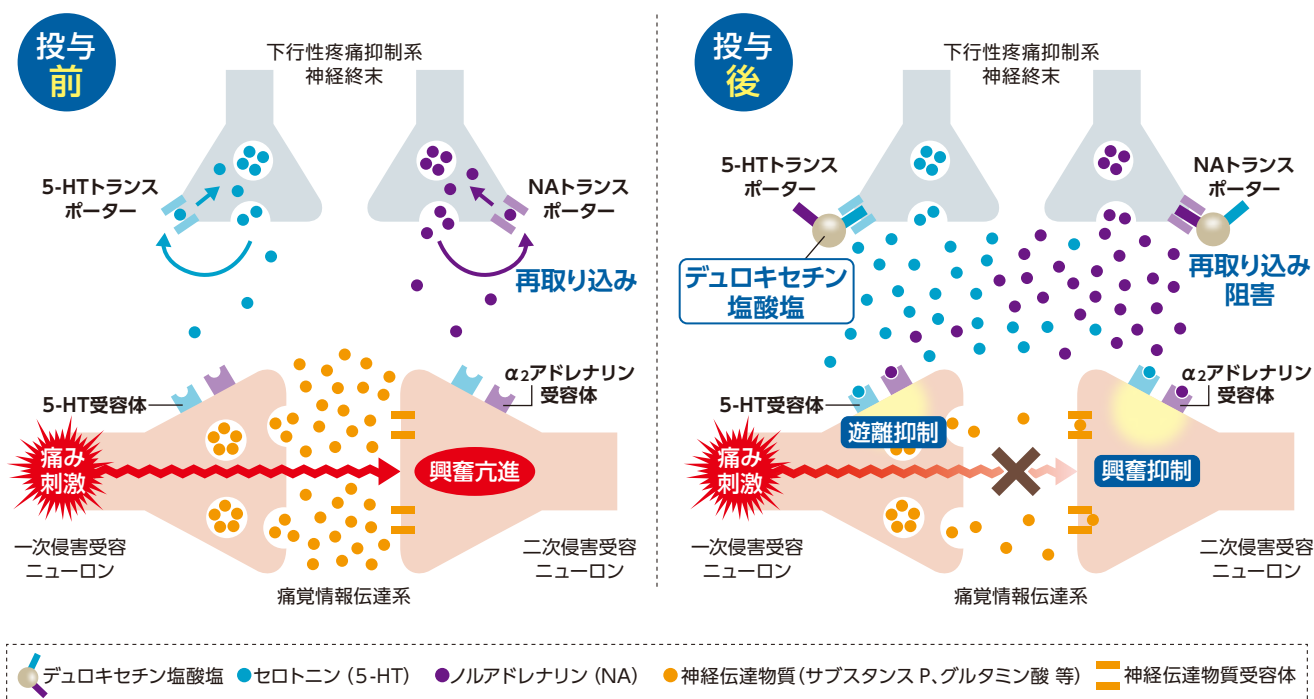 投与
前
下行性疼痛抑制系
神経終末
5-HTトランス
ポーター
NAトランス
ポーター
再取り込み
5-HT受容体
α2アドレナリン
受容体
痛み
刺激
興奮亢進
一次侵害受容
ニューロン
二次侵害受容
ニューロン
痛覚情報伝達系
投与
後
下行性疼痛抑制系
神経終末
5-HTトランス
ポーター
NAトランス
ポーター
デュロキセチン
塩酸塩
再取り込み
阻害
5-HT受容体
α2アドレナリン
受容体
遊離抑制
痛み
刺激
興奮抑制
一次侵害受容
ニューロン
二次侵害受容
ニューロン
痛覚情報伝達系
デュロキセチン塩酸塩 セロトニン（5-HT） ノルアドレナリン（NA） 神経伝達物質（サブスタンス P、グルタミン酸 等） 神経伝達物質受容体